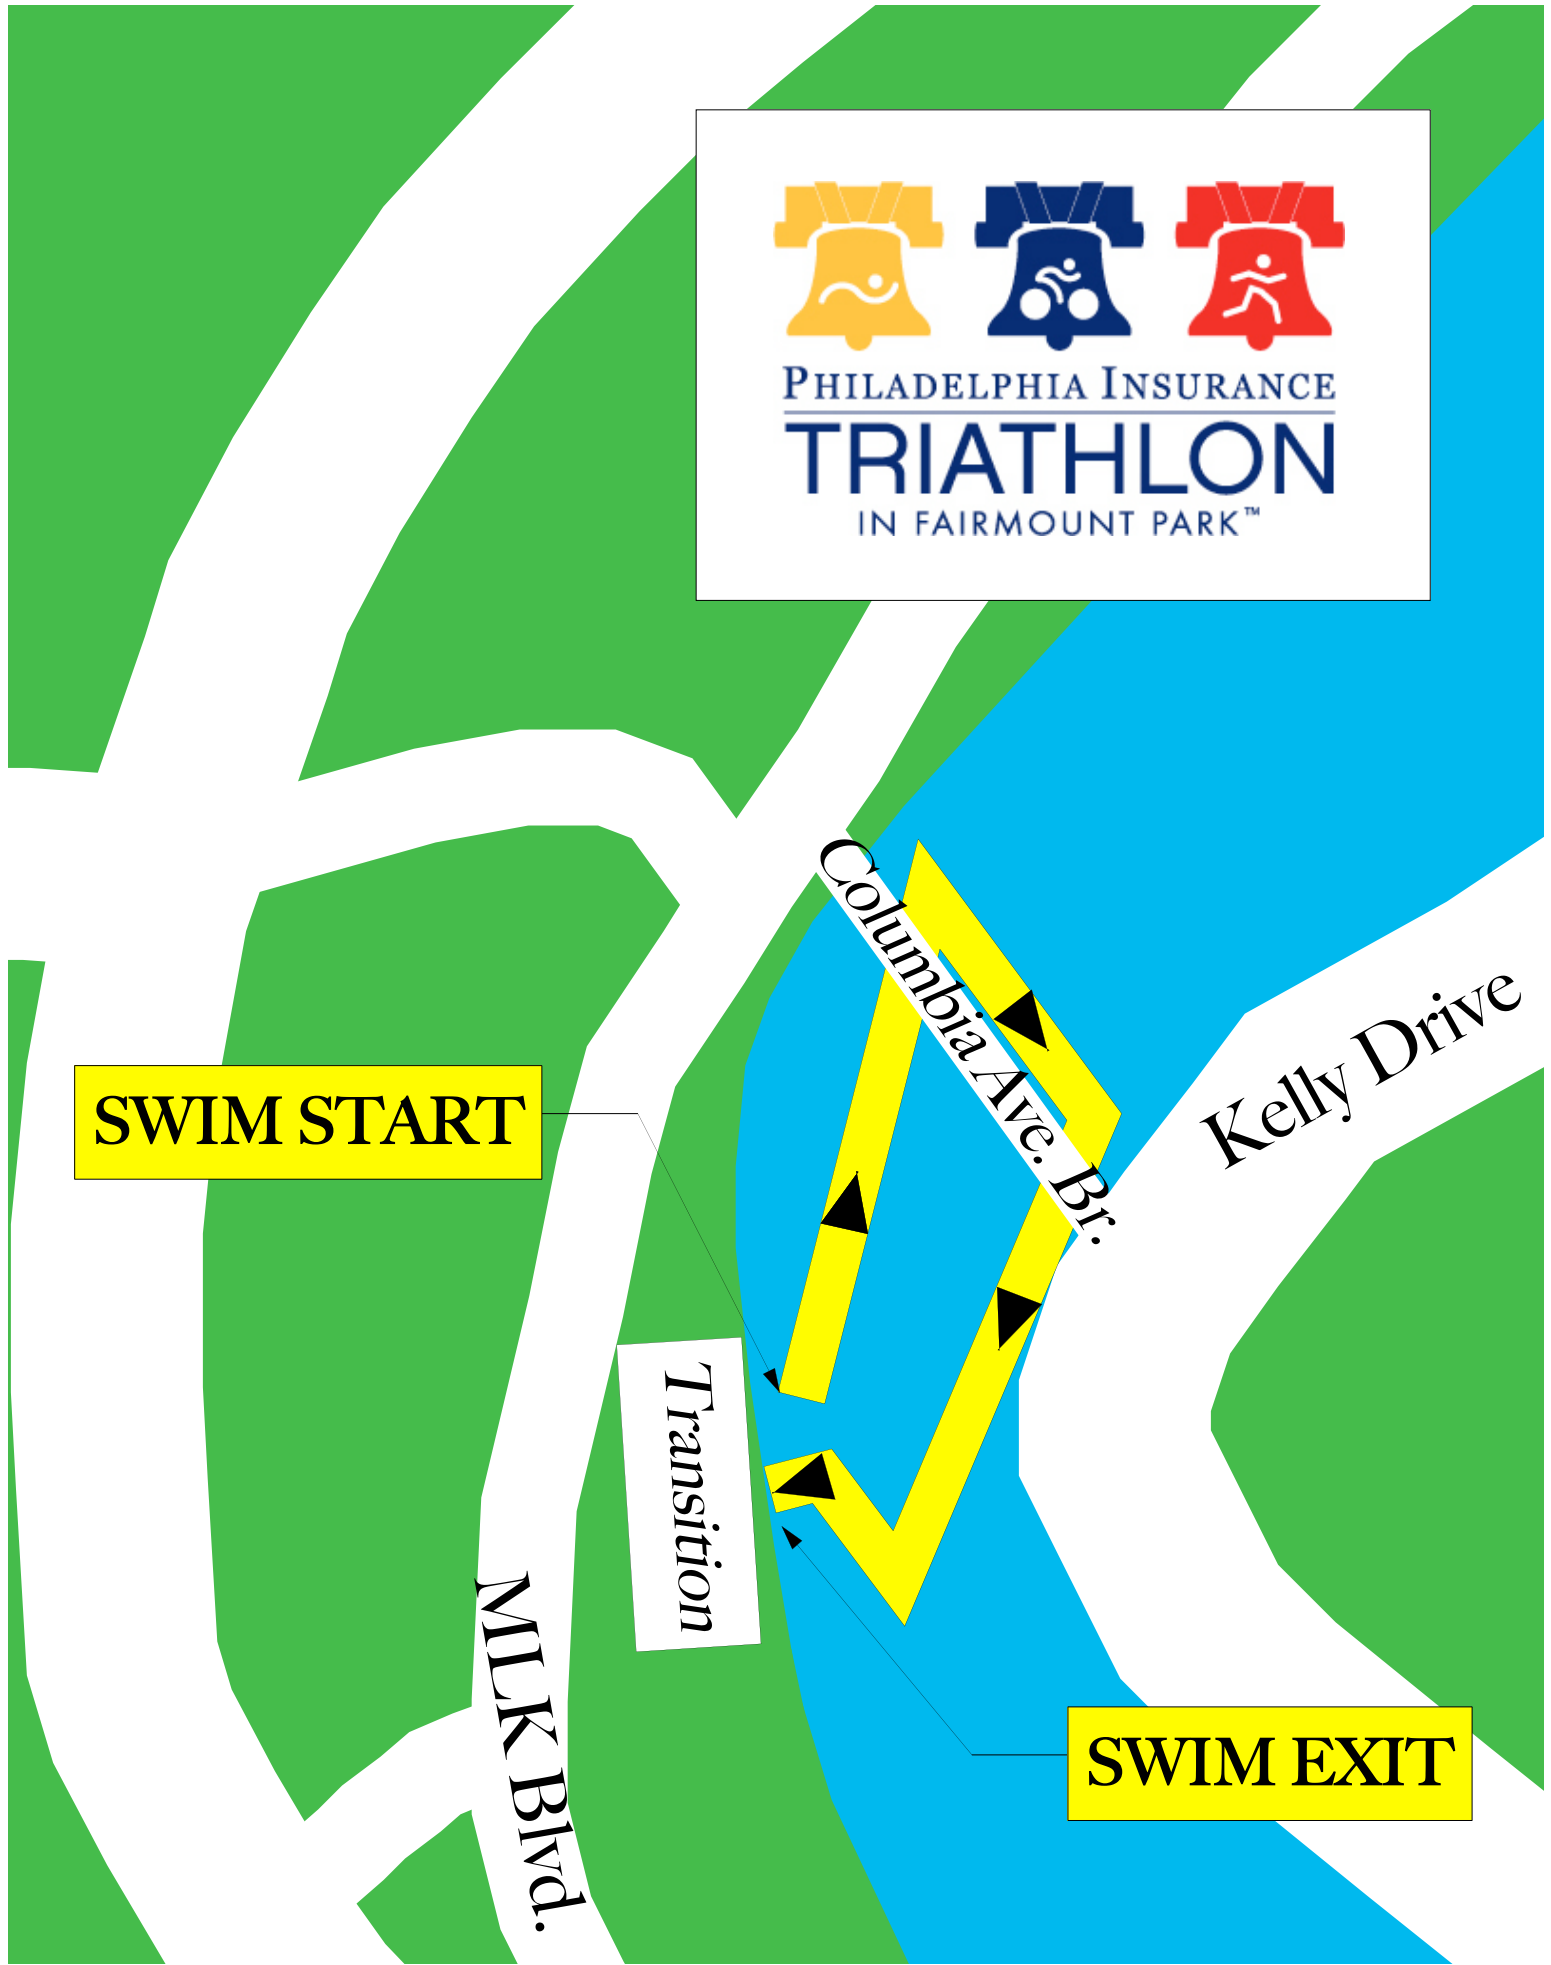 PHILADELPHIA INSURANCE
TRIATHLON
IN FAIRMOUNT PARK™
Columbia Ave. Br.
Kelly Drive
SWIM START
Transition
MLK Blvd.
SWIM EXIT